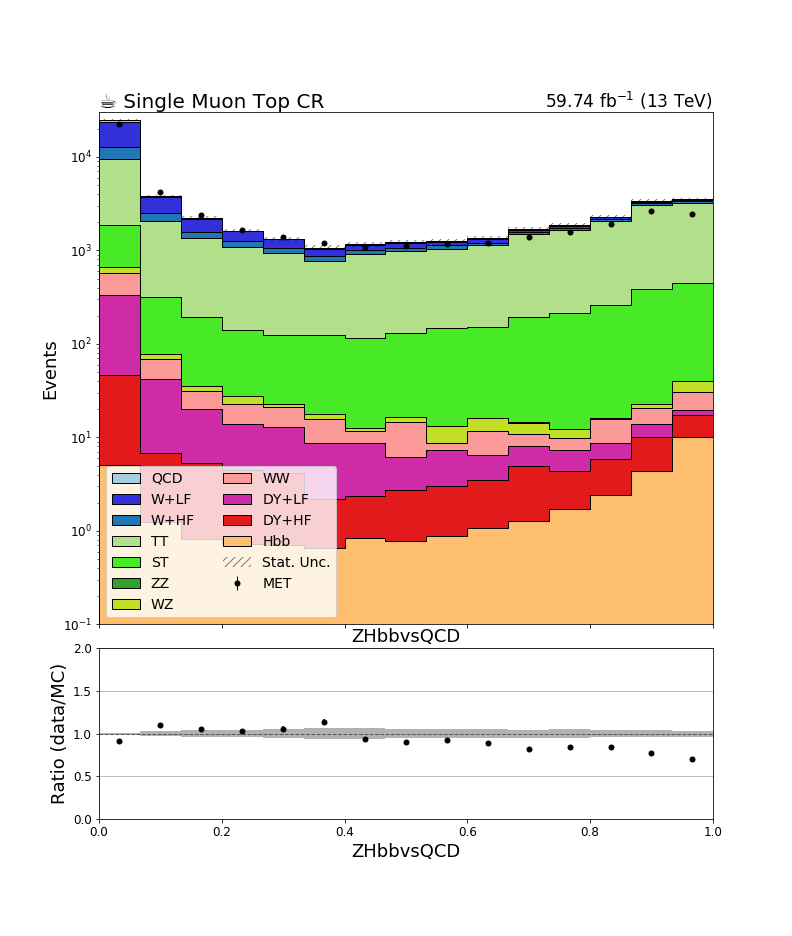 ☕ Single Muon Top CR 59.74 fb⁻¹ (13 TeV)
Events
10⁴
10³
10²
10¹
10⁰
10⁻¹
QCD WW
W+LF DY+LF
W+HF DY+HF
TT Hbb
ST Stat. Unc.
ZZ MET
WZ
ZHbbvsQCD
Ratio (data/MC)
2.0
1.5
1.0
0.5
0.0
0.0 0.2 0.4 0.6 0.8 1.0
ZHbbvsQCD